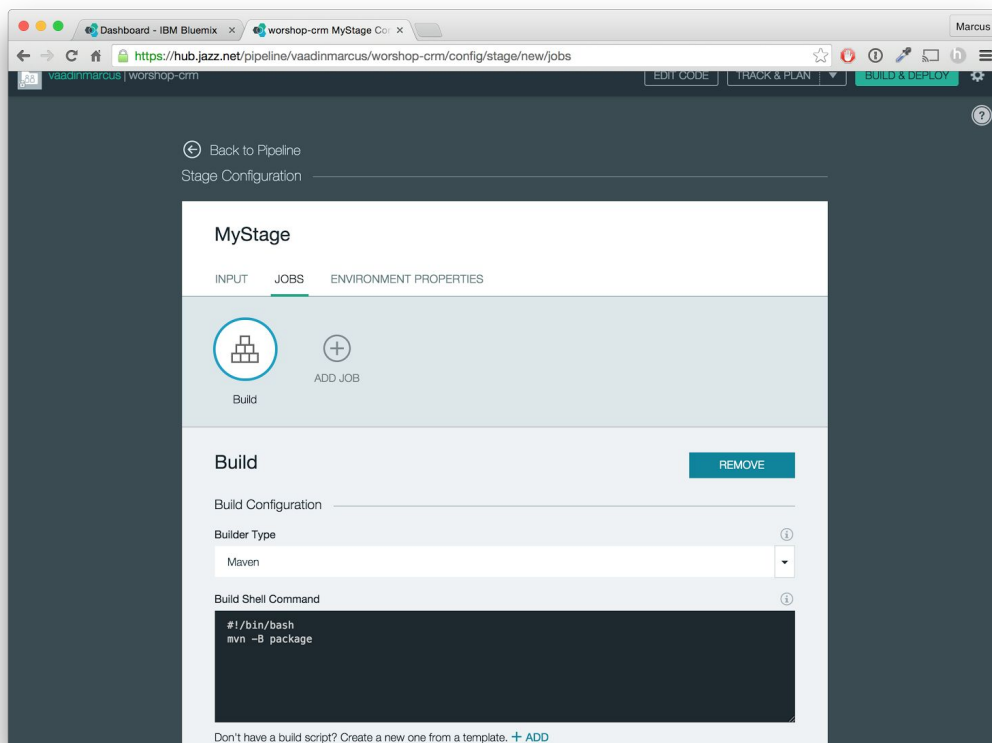 Dashboard - IBM Bluemix
worshop-crm MyStage Con
Marcus
https://hub.jazz.net/pipeline/vaadinmarcus/worshop-crm/config/stage/new/jobs
vaadinmarcus | worshop-crm
EDIT CODE
TRACK & PLAN
BUILD & DEPLOY
Back to Pipeline
Stage Configuration
MyStage
INPUT JOBS ENVIRONMENT PROPERTIES
ADD JOB
Build
Build
REMOVE
Build Configuration
Builder Type
Maven
Build Shell Command
#!/bin/bash
mvn -B package
Don't have a build script? Create a new one from a template. + ADD